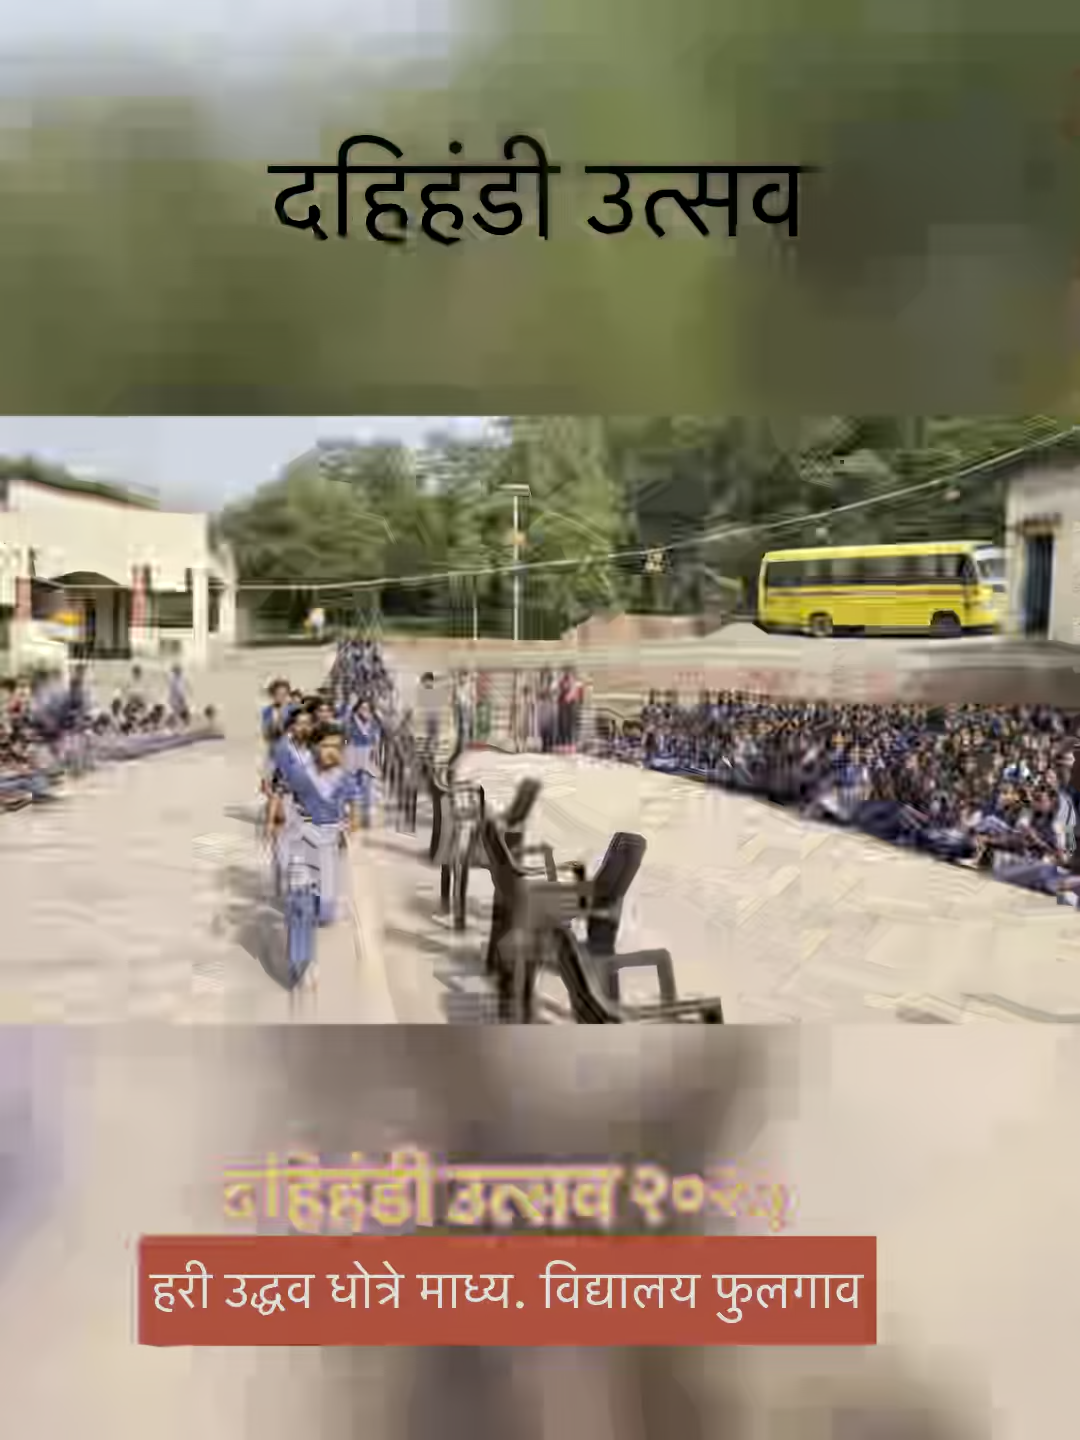 दहिहंडी उत्सव
दहिहंडी उत्सव
हरी उद्धव धोत्रे माध्य. विद्यालय फुलगाव